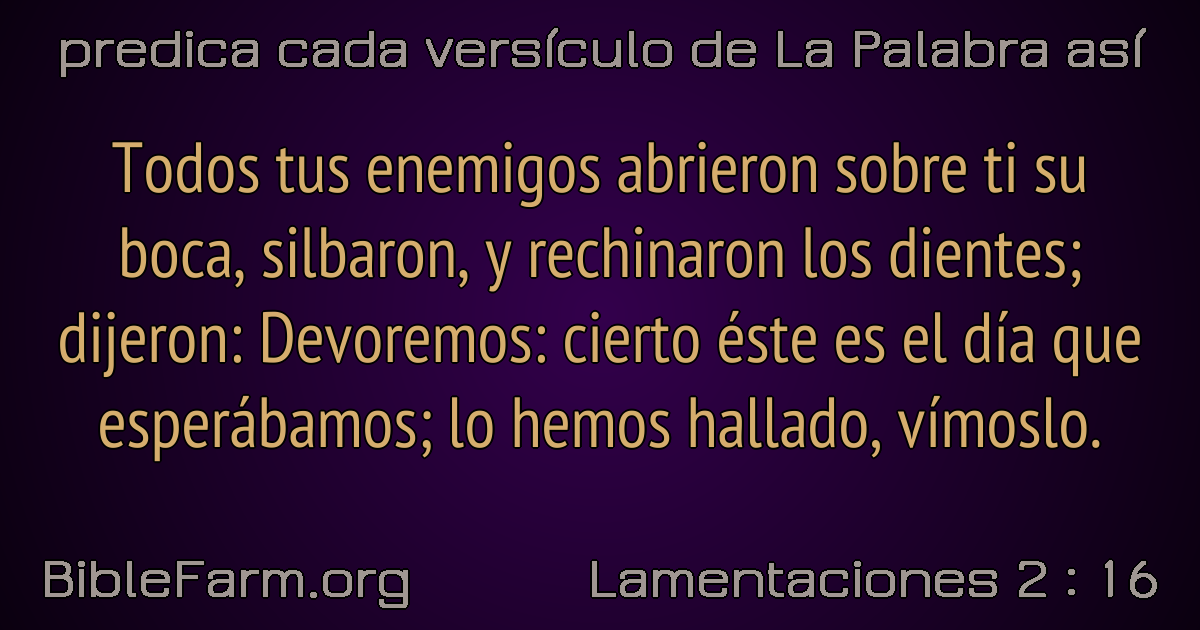 predica cada versículo de La Palabra así
Todos tus enemigos abrieron sobre ti su
boca, silbaron, y rechinaron los dientes;
dijeron: Devoremos: cierto éste es el día que
esperábamos; lo hemos hallado, vímoslo.
BibleFarm.org
Lamentaciones 2 : 16